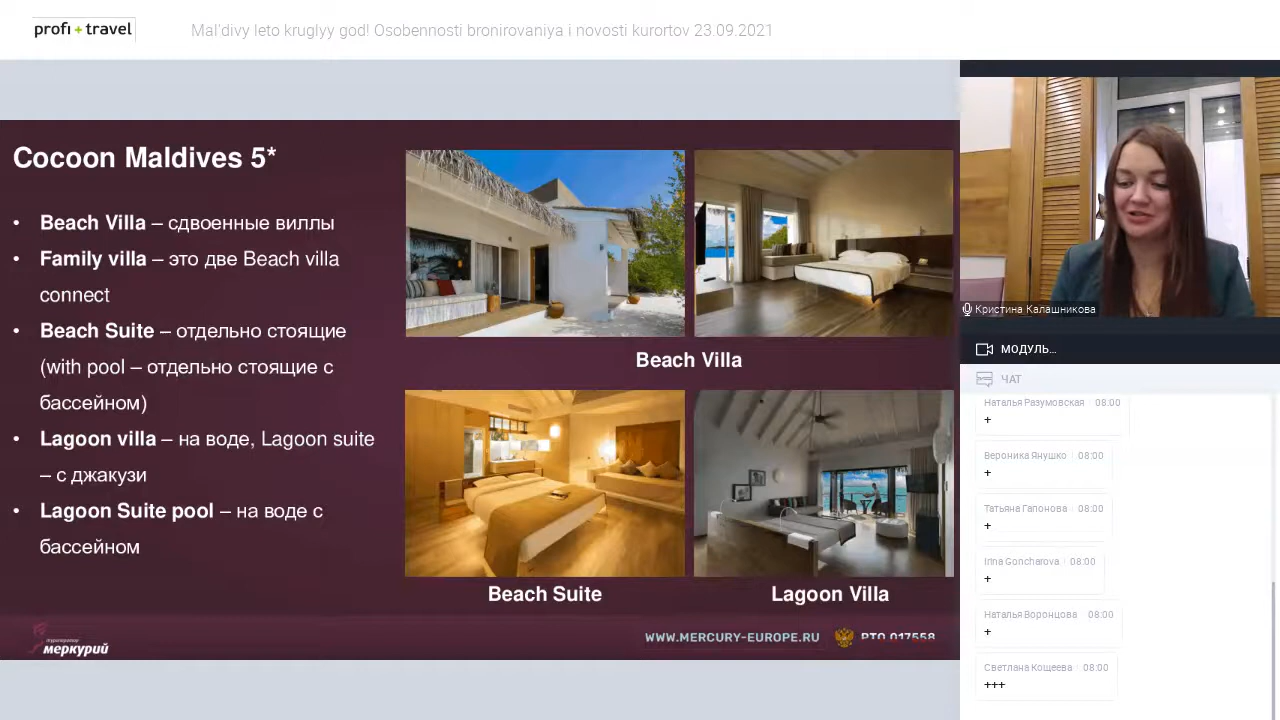 profi + travel
Mal'divy leto kruglyy god! Osobennosti bronirovaniya i novosti kurortov 23.09.2021
Cocoon Maldives 5*
• Beach Villa – сдвоенные виллы
• Family villa – это две Beach villa
connect
• Beach Suite – отдельно стоящие
(with pool – отдельно стоящие с
бассейном)
• Lagoon villa – на воде, Lagoon suite
– с джакузи
• Lagoon Suite pool – на воде с
бассейном
Beach Villa
Beach Suite
Lagoon Villa
туроператор
меркурий
WWW.MERCURY-EUROPE.RU
РТО 017558
Кристина Калашникова
МОДУЛЬ...
ЧАТ
Наталья Разумовская 08:00
+
Вероника Янушко 08:00
+
Татьяна Гапонова 08:00
+
Irina Goncharova 08:00
+
Наталья Воронцова 08:00
+
Светлана Кощеева 08:00
+++